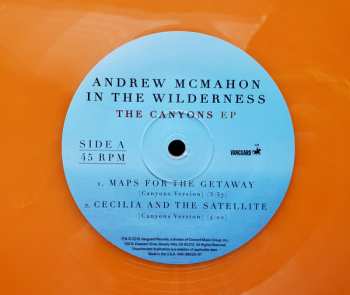 ANDREW MCMAHON
IN THE WILDERNESS
THE CANYONS EP
SIDE A
45 RPM
VANGUARD
1. MAPS FOR THE GETAWAY
[Canyons Version]
2. CECILIA AND THE SATELLITE
[Canyons Version]